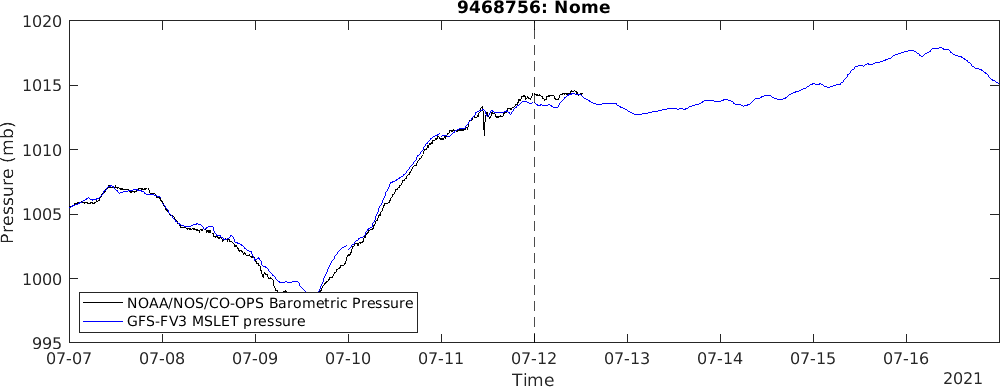 9468756: Nome
1020
1015
1010
1005
1000
995
Pressure (mb)
NOAA/NOS/CO-OPS Barometric Pressure
GFS-FV3 MSLET pressure
07-07 07-08 07-09 07-10 07-11 07-12 07-13 07-14 07-15 07-16
Time
2021